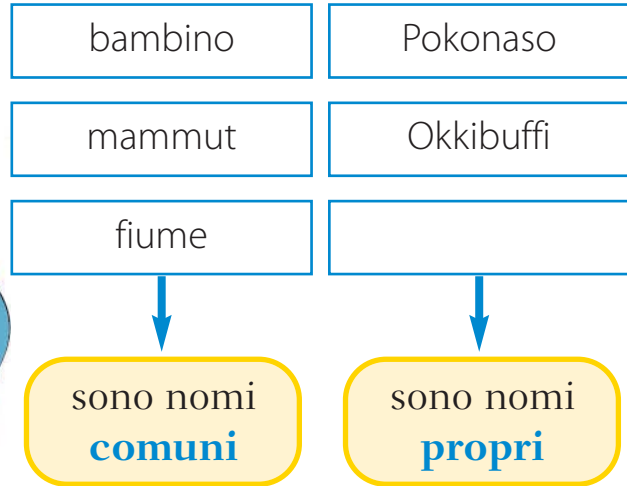 bambino
Pokonaso
mammut
Okkibuffi
fiume
sono nomi
comuni
sono nomi
propri